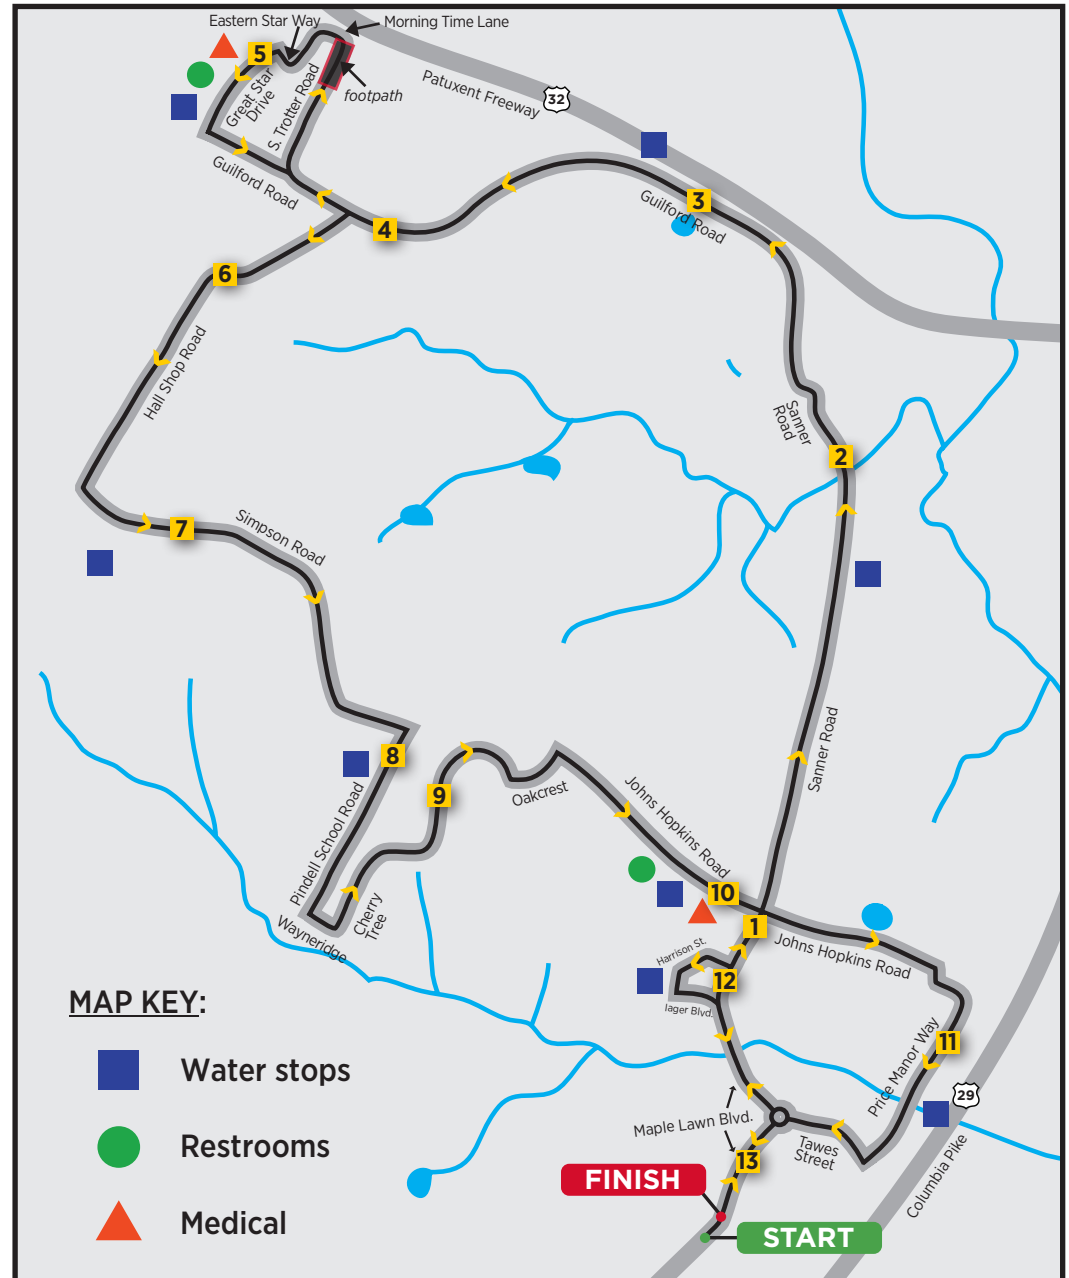 Eastern Star Way
Morning Time Lane
5
Great Star
Drive
S. Trotter Road
footpath
Patuxent Freeway
32
Guilford Road
3
Guilford Road
4
6
Hall Shop Road
Sanner
Road
2
7
Simpson Road
Sanner Road
8
9
Oakcrest
Johns Hopkins Road
Pindell School Road
Cherry
Tree
Wayneridge
10
1
Johns Hopkins Road
Harrison St.
12
Iager Blvd.
11
Price Manor Way
29
Columbia Pike
Maple Lawn Blvd.
Tawes
Street
13
FINISH
START
MAP KEY:
Water stops
Restrooms
Medical